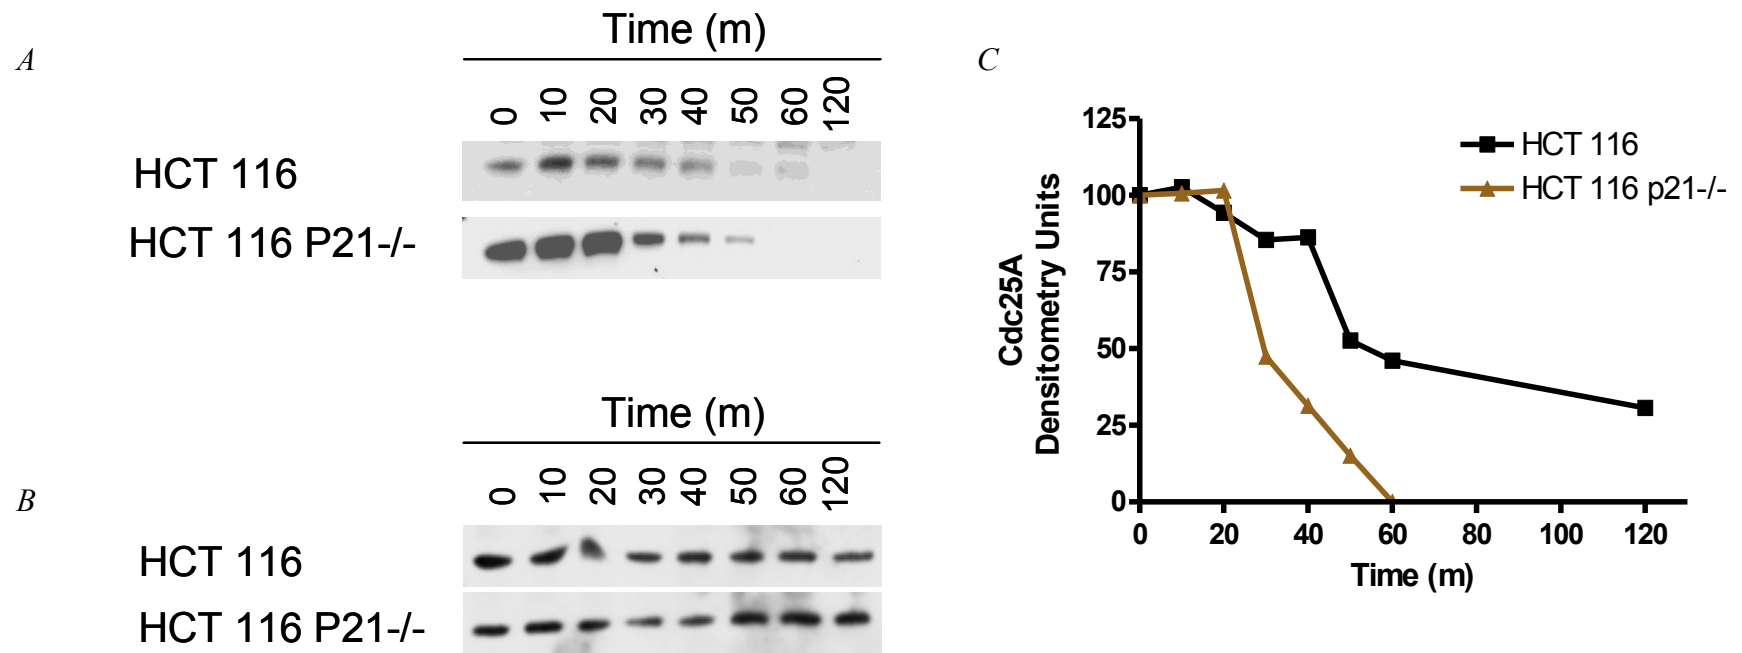 A
Time (m)
0 10 20 30 40 50 60 120
HCT 116
HCT 116 P21-/-
B
Time (m)
0 10 20 30 40 50 60 120
HCT 116
HCT 116 P21-/-
C
Cdc25A
Densitometry Units
125
100
75
50
25
0
0 20 40 60 80 100 120
Time (m)
HCT 116
HCT 116 p21-/-